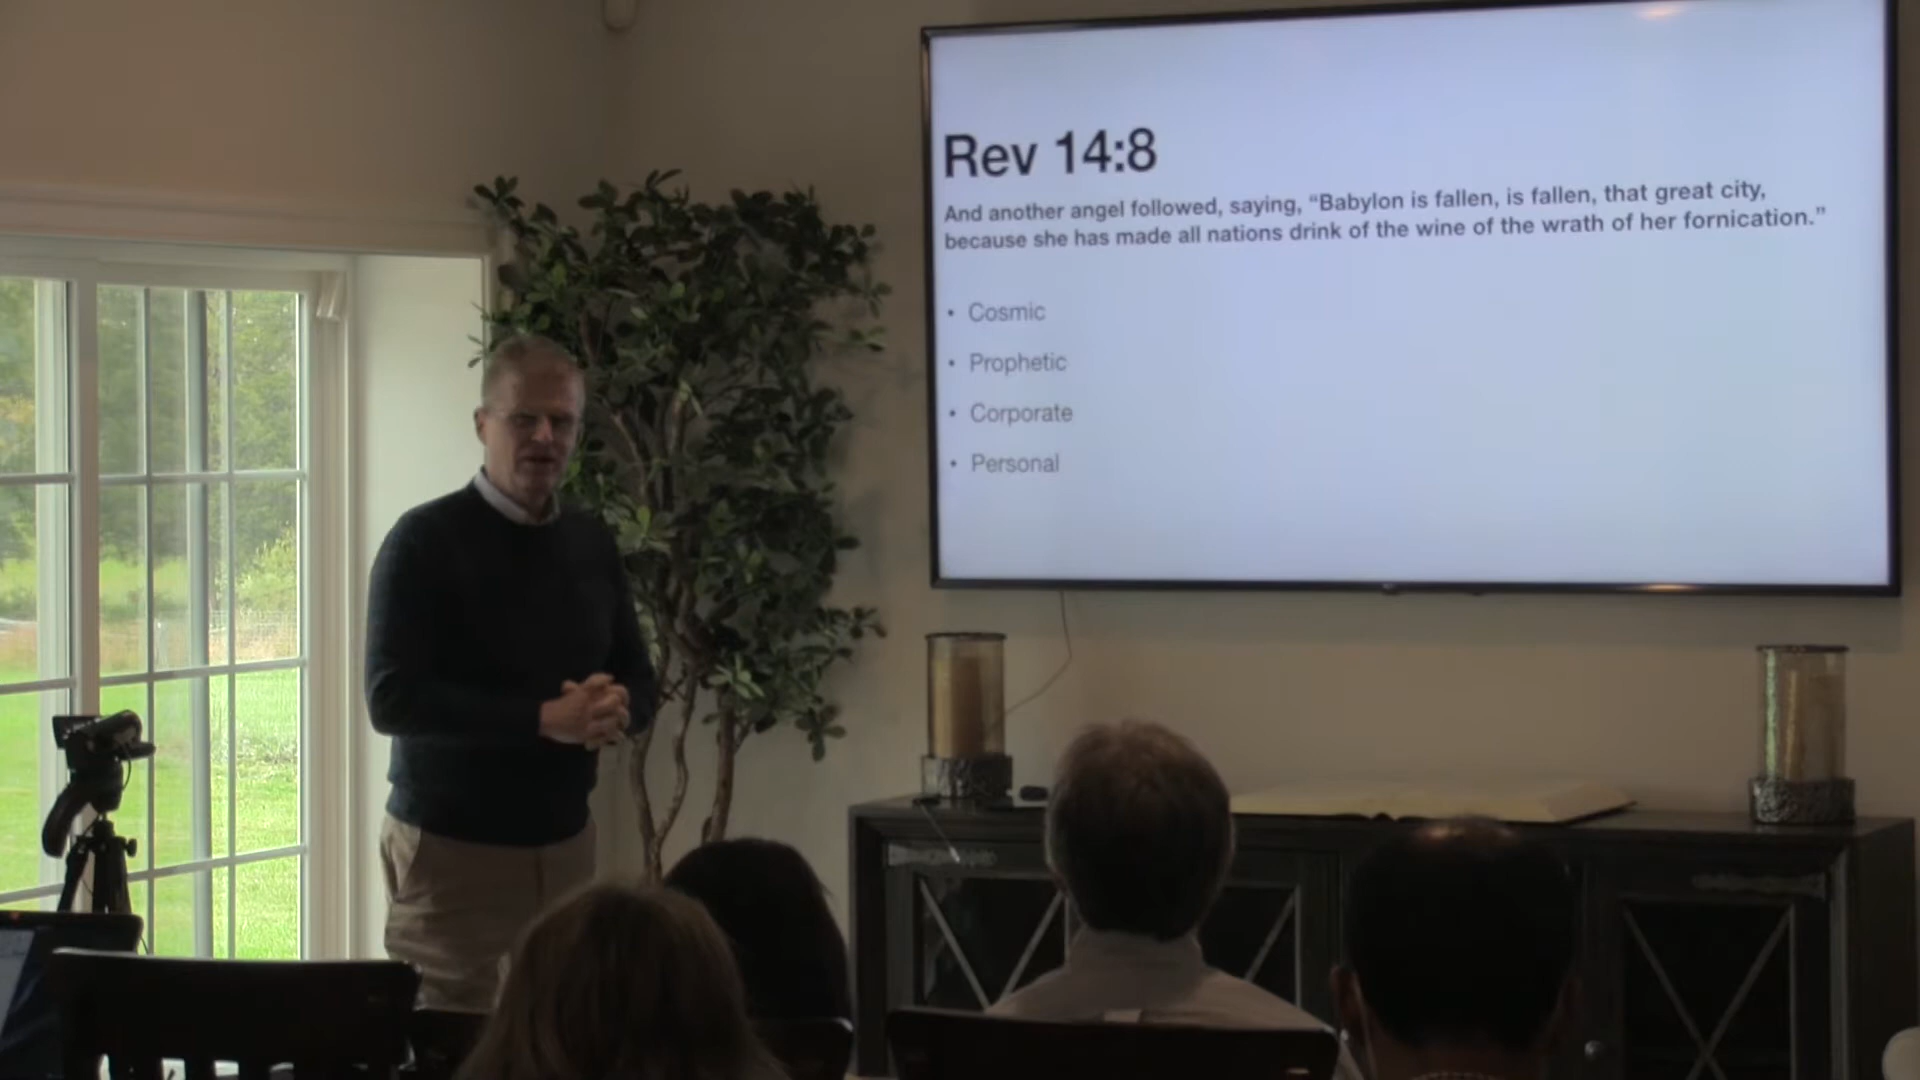 Rev 14:8
And another angel followed, saying, “Babylon is fallen, is fallen, that great city,
because she has made all nations drink of the wine of the wrath of her fornication.”
• Cosmic
• Prophetic
• Corporate
• Personal